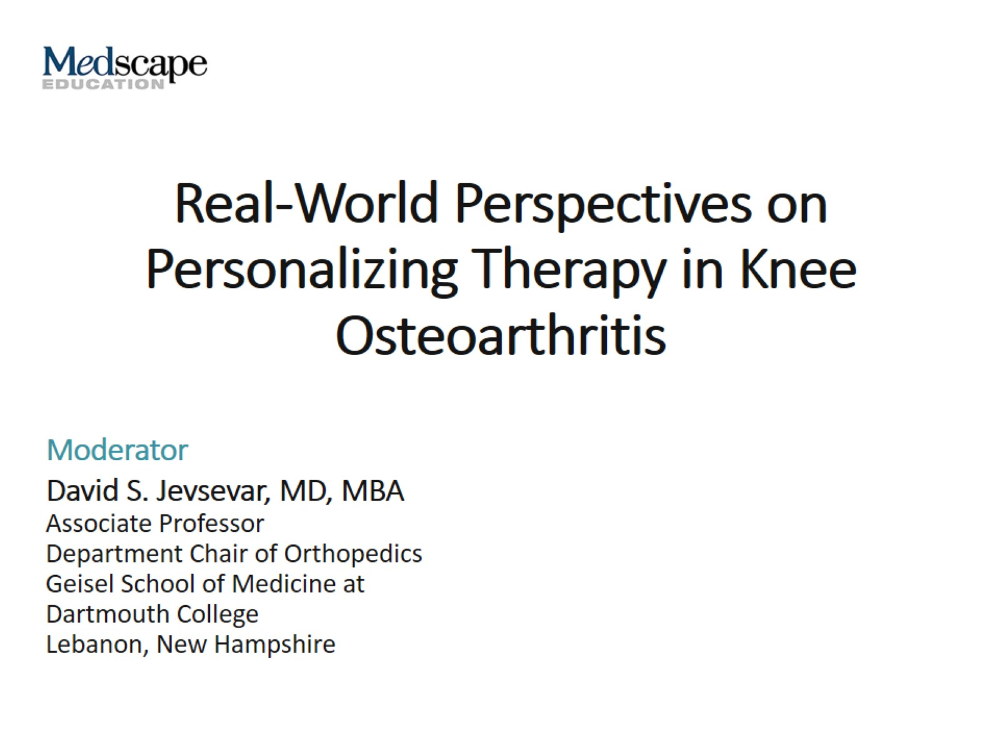 Medscape
EDUCATION
Real-World Perspectives on
Personalizing Therapy in Knee
Osteoarthritis
Moderator
David S. Jevsevar, MD, MBA
Associate Professor
Department Chair of Orthopedics
Geisel School of Medicine at
Dartmouth College
Lebanon, New Hampshire